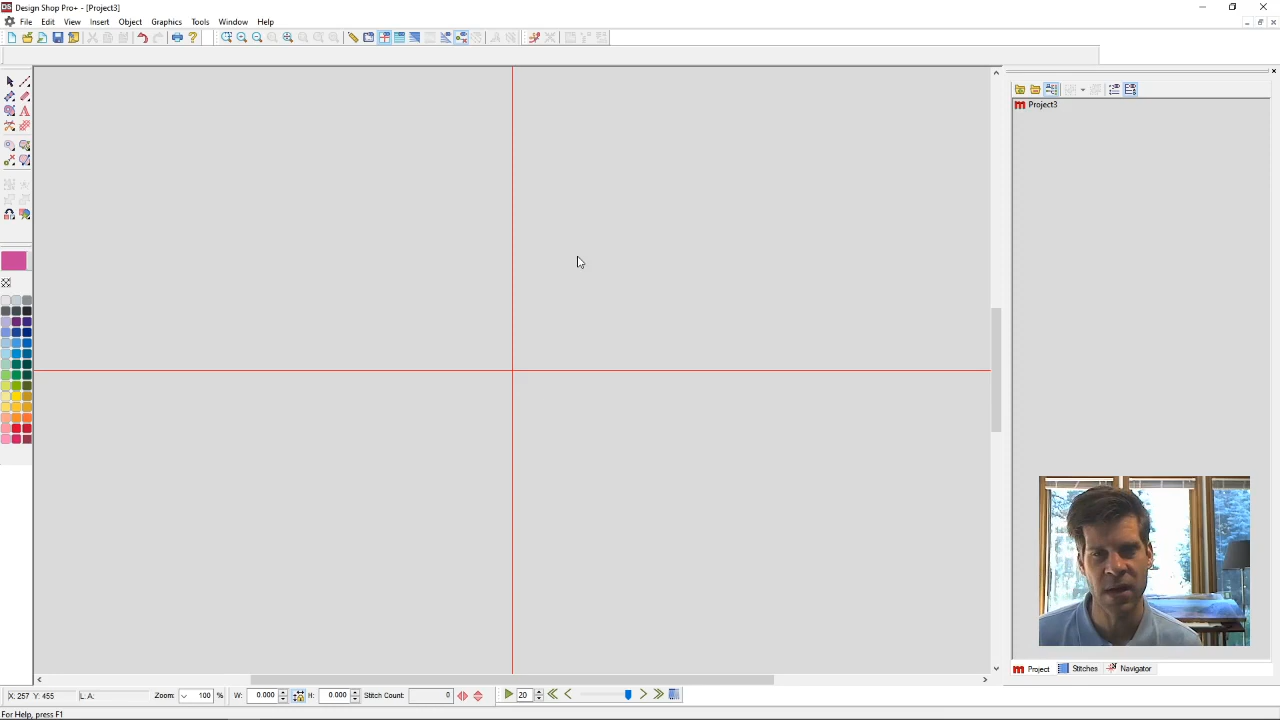 DS Design Shop Pro+ - [Project3]
File Edit View Insert Object Graphics Tools Window Help
Project3
Project Stitches Navigator
X: 257 Y: 455 L: A: Zoom: 100 % W: 0.000 H: 0.000 Stitch Count: 0 20
For Help, press F1